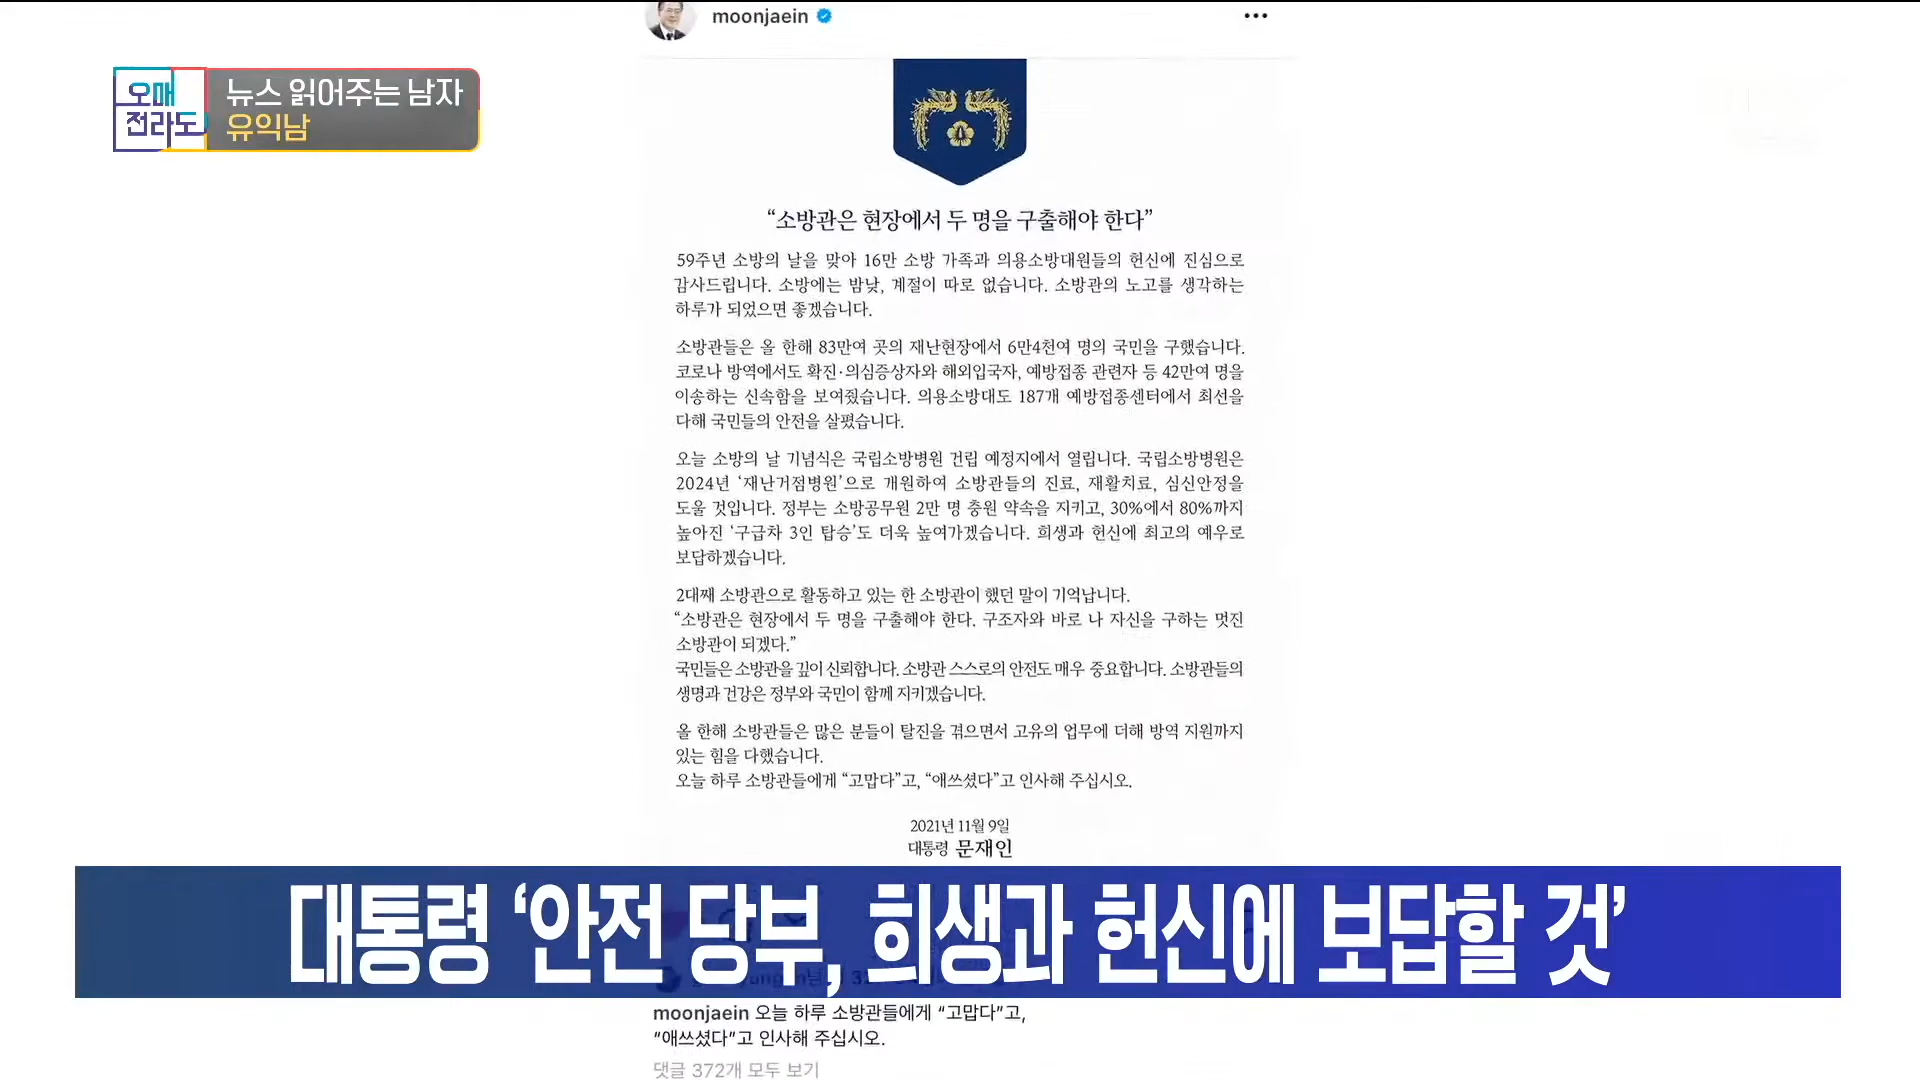 moonjaein
오매
전라도
뉴스 읽어주는 남자
유익남
“소방관은 현장에서 두 명을 구출해야 한다”
59주년 소방의 날을 맞아 16만 소방 가족과 의용소방대원들의 헌신에 진심으로
감사드립니다. 소방에는 밤낮, 계절이 따로 없습니다. 소방관의 노고를 생각하는
하루가 되었으면 좋겠습니다.
소방관들은 올 한해 83만여 곳의 재난현장에서 6만4천여 명의 국민을 구했습니다.
코로나 방역에서도 확진·의심증상자와 해외입국자, 예방접종 관련자 등 42만여 명을
이송하는 신속함을 보여줬습니다. 의용소방대도 187개 예방접종센터에서 최선을
다해 국민들의 안전을 살폈습니다.
오늘 소방의 날 기념식은 국립소방병원 건립 예정지에서 열립니다. 국립소방병원은
2024년 ‘재난거점병원’으로 개원하여 소방관들의 진료, 재활치료, 심신안정을
도울 것입니다. 정부는 소방공무원 2만 명 충원 약속을 지키고, 30%에서 80%까지
높아진 ‘구급차 3인 탑승’도 더욱 높여가겠습니다. 희생과 헌신에 최고의 예우로
보답하겠습니다.
2대째 소방관으로 활동하고 있는 한 소방관이 했던 말이 기억납니다.
“소방관은 현장에서 두 명을 구출해야 한다. 구조자와 바로 나 자신을 구하는 멋진
소방관이 되겠다.”
국민들은 소방관을 깊이 신뢰합니다. 소방관 스스로의 안전도 매우 중요합니다. 소방관들의
생명과 건강은 정부와 국민이 함께 지키겠습니다.
올 한해 소방관들은 많은 분들이 탈진을 겪으면서 고유의 업무에 더해 방역 지원까지
있는 힘을 다했습니다.
오늘 하루 소방관들에게 “고맙다”고, “애쓰셨다”고 인사해 주십시오.
2021년 11월 9일
대통령 문재인
대통령 ‘안전 당부, 희생과 헌신에 보답할 것’
moonjaein 오늘 하루 소방관들에게 “고맙다”고,
“애쓰셨다”고 인사해 주십시오.
댓글 372개 모두 보기